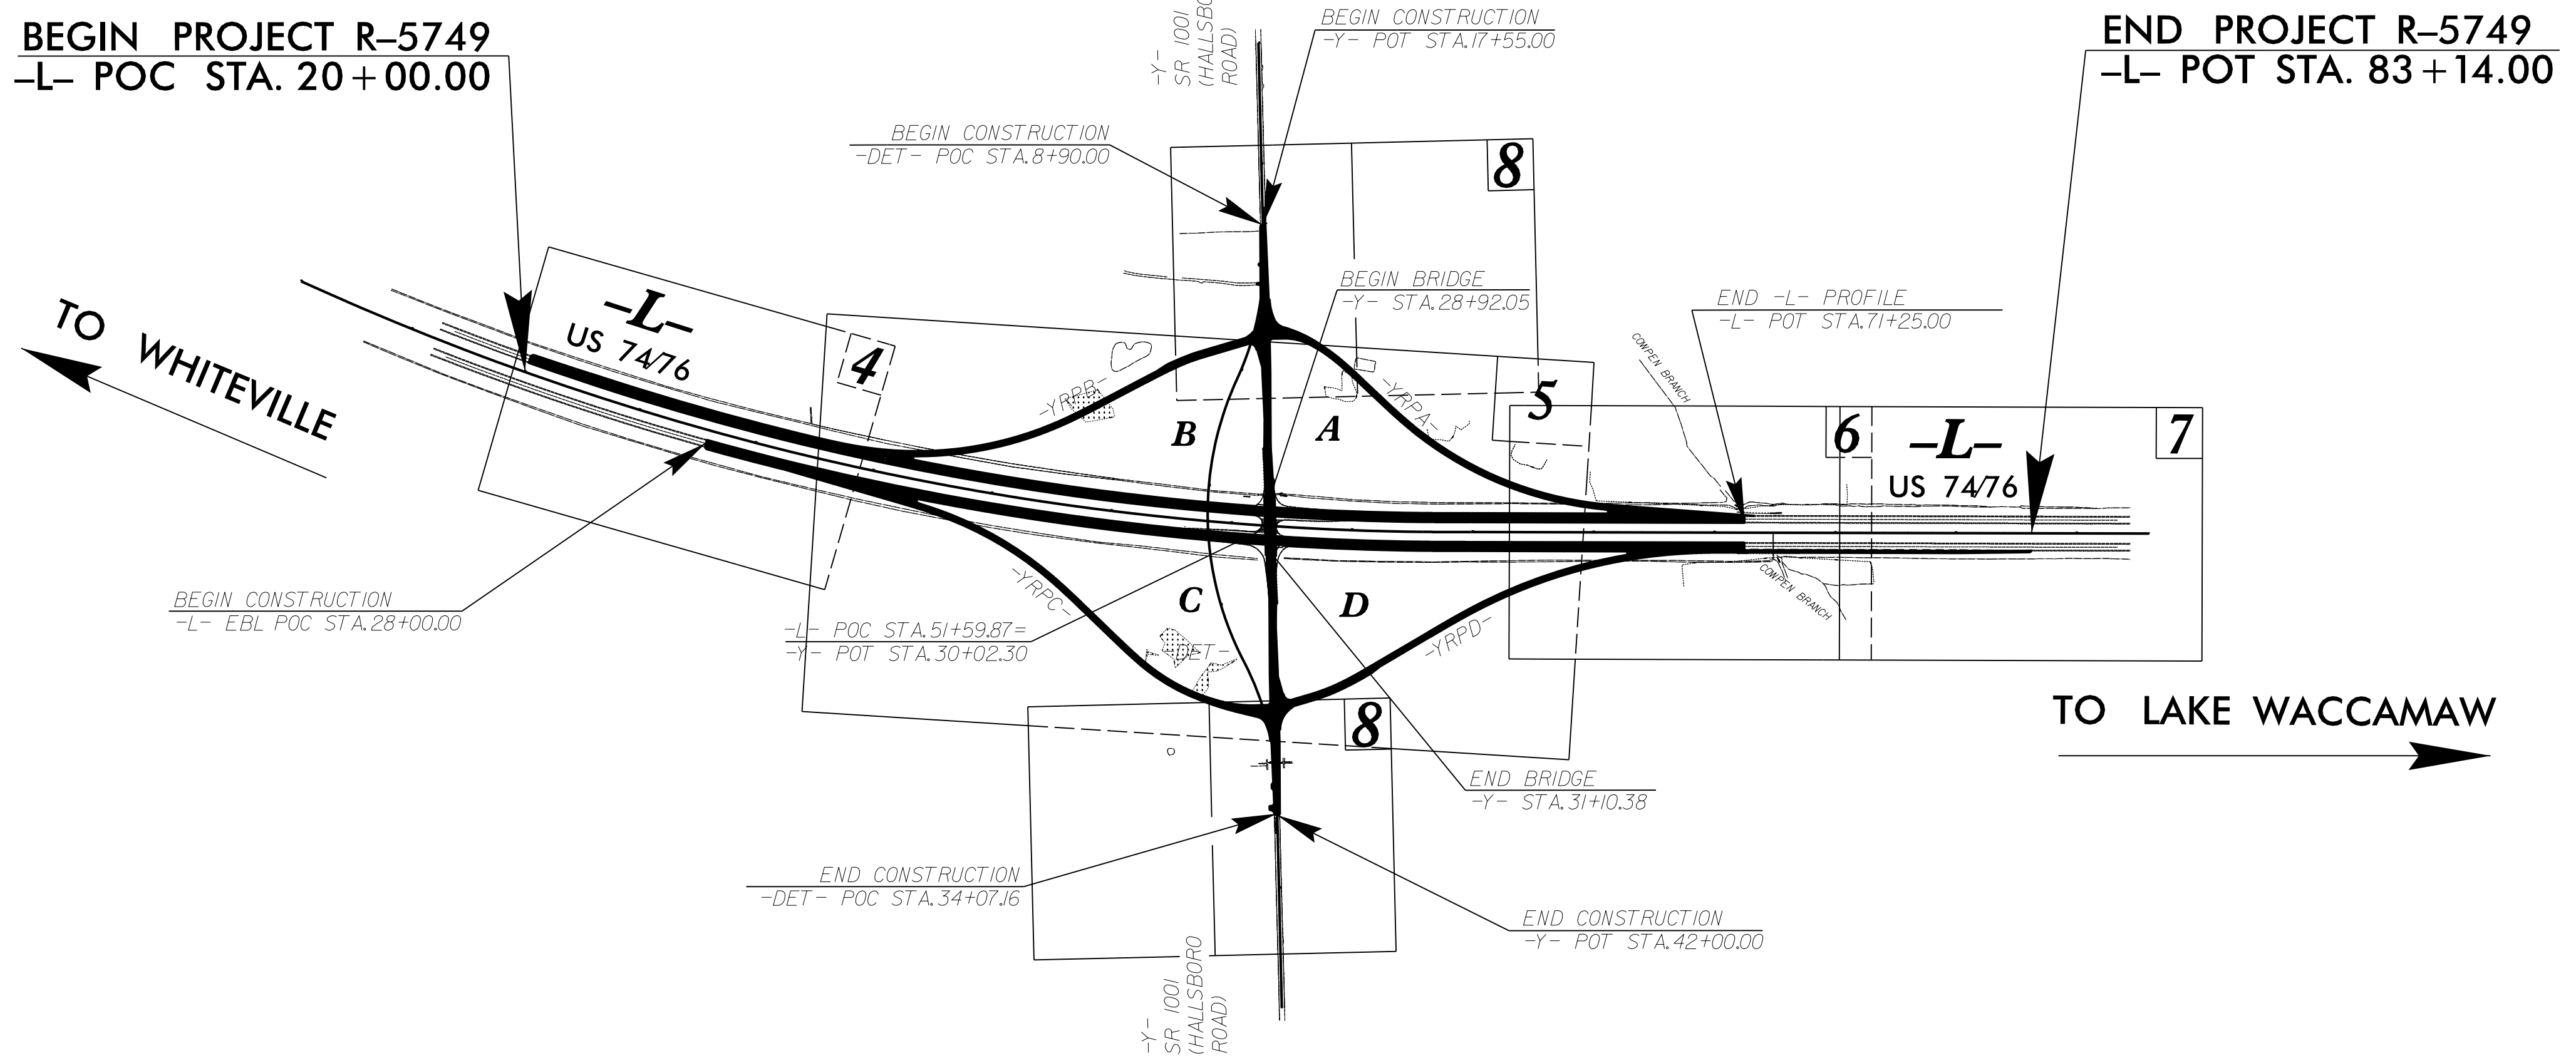 BEGIN PROJECT R-5749
-L- POC STA. 20+00.00
-Y-
SR 1001
ROAD)
BEGIN CONSTRUCTION
-Y- POT STA.17+55.00
END PROJECT R-5749
-L- POT STA. 83+14.00
BEGIN CONSTRUCTION
-DET- POC STA.8+90.00
8
BEGIN BRIDGE
-Y- STA.28+92.05
END -L- PROFILE
-L- POT STA.71+25.00
TO WHITEVILLE
-L-
US 74/76
4
-YRPB-
-YRPA-
5
COWPEN BRANCH
B
A
6
-L-
US 74/76
7
BEGIN CONSTRUCTION
-L- EBL POC STA.28+00.00
-YRPC-
C
D
-L- POC STA.51+59.87=
-Y- POT STA.30+02.30
-DET-
-YRPD-
COWPEN BRANCH
8
TO LAKE WACCAMAW
END BRIDGE
-Y- STA.31+10.38
END CONSTRUCTION
-DET- POC STA.34+07.16
END CONSTRUCTION
-Y- POT STA.42+00.00
-Y-
SR 1001
(HALLSBORO
ROAD)